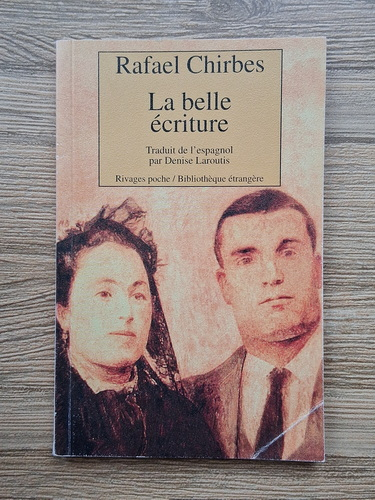 Rafael Chirbes
La belle
écriture
Traduit de l'espagnol
par Denise Laroutis
Rivages poche / Bibliothèque étrangère